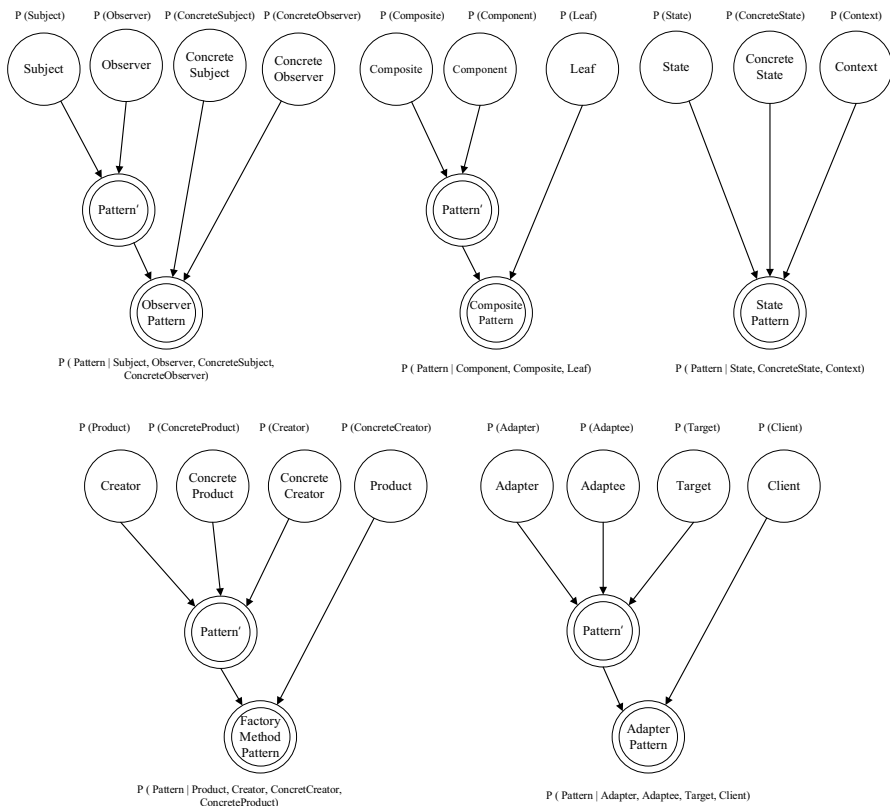 P (Subject)
P (Observer)
P (ConcreteSubject)
P (ConcreteObserver)
Subject
Observer
Concrete
Subject
Concrete
Observer
Pattern′
Observer
Pattern
P ( Pattern | Subject, Observer, ConcreteSubject,
ConcreteObserver)
P (Composite)
P (Component)
P (Leaf)
Composite
Component
Leaf
Pattern′
Composite
Pattern
P ( Pattern | Component, Composite, Leaf)
P (State)
P (ConcreteState)
P (Context)
State
Concrete
State
Context
State
Pattern
P ( Pattern | State, ConcreteState, Context)
P (Product)
P (ConcreteProduct)
P (Creator)
P (ConcreteCreator)
Creator
Concrete
Product
Concrete
Creator
Product
Pattern′
Factory
Method
Pattern
P ( Pattern | Product, Creator, ConcretCreator,
ConcreteProduct)
P (Adapter)
P (Adaptee)
P (Target)
P (Client)
Adapter
Adaptee
Target
Client
Pattern′
Adapter
Pattern
P ( Pattern | Adapter, Adaptee, Target, Client)